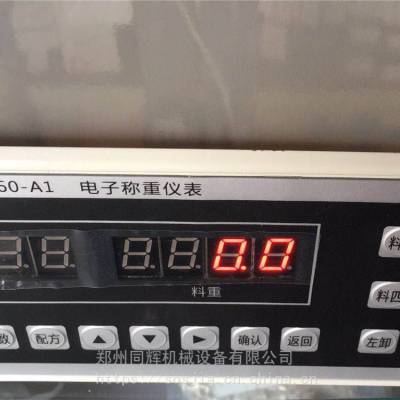 60-A1 电子称重仪表
0.0
料
料重
料四
数 配方 ▲ ▼ ► 确认 返回 左卸
郑州同辉机械设备有限公司